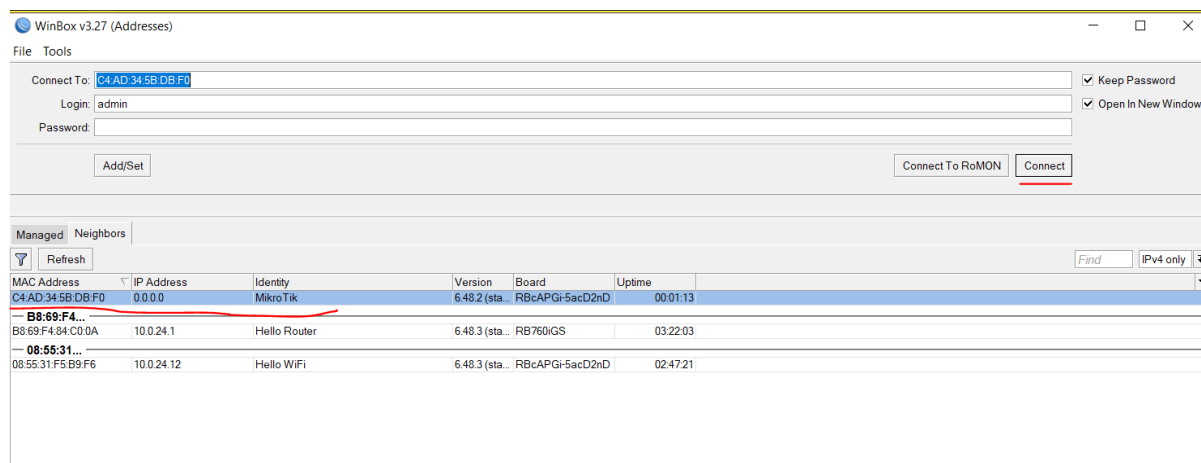 WinBox v3.27 (Addresses)
File Tools
Connect To: C4:AD:34:5B:DB:F0
Keep Password
Login: admin
Open In New Window
Password:
Add/Set
Connect To RoMON
Connect
Managed Neighbors
Refresh
Find
IPv4 only
MAC Address IP Address Identity Version Board Uptime
C4:AD:34:5B:DB:F0 0.0.0.0 MikroTik 6.48.2 (sta... RBcAPGi-5acD2nD 00:01:13
B8:69:F4...
B8:69:F4:84:C0:0A 10.0.24.1 Hello Router 6.48.3 (sta... RB760iGS 03:22:03
08:55:31...
08:55:31:F5:B9:F6 10.0.24.12 Hello WiFi 6.48.3 (sta... RBcAPGi-5acD2nD 02:47:21